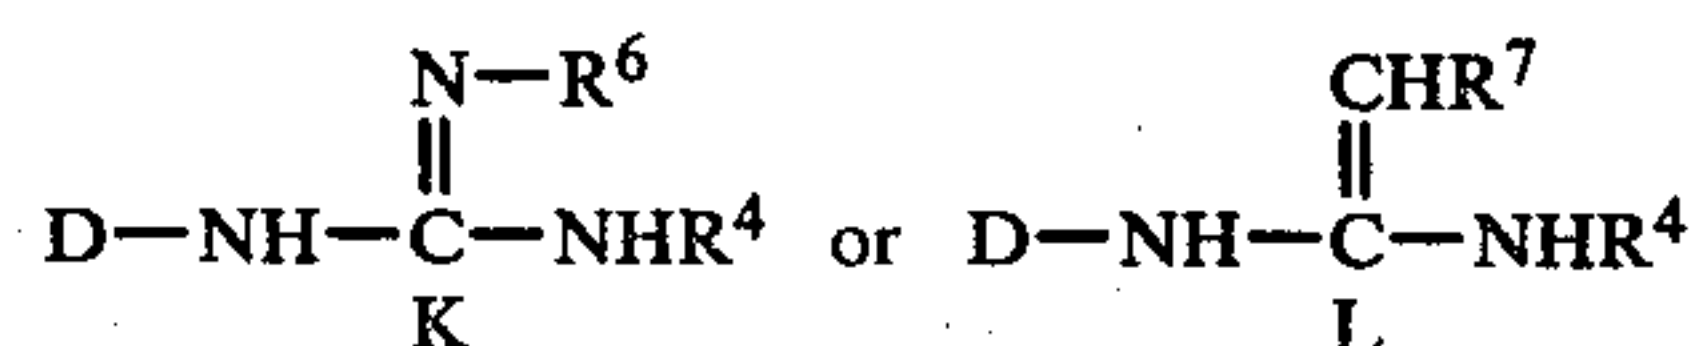 N—R⁶ CHR⁷
D—NH—C—NHR⁴ or D—NH—C—NHR⁴
K L